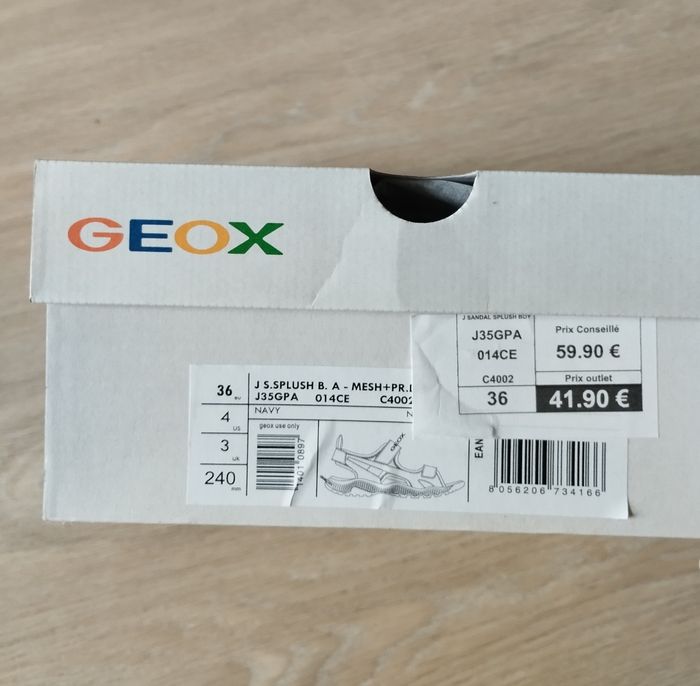 GEOX
J SANDAL SPLUSH BOY
J35GPA
014CE
C4002
36
Prix Conseillé
59.90 €
Prix outlet
41.90 €
36 eu
4 us
3 uk
240 mm
J S.SPLUSH B. A - MESH+PR.
J35GPA 014CE C4002
NAVY
geox use only
GEOX
EAN
8 056206 734166